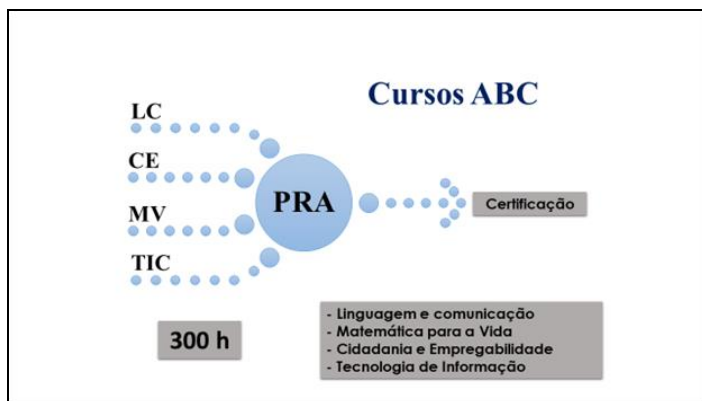 Cursos ABC
LC
CE
MV
TIC
PRA
Certificação
300 h
- Linguagem e comunicação
- Matemática para a Vida
- Cidadania e Empregabilidade
- Tecnologia de Informação